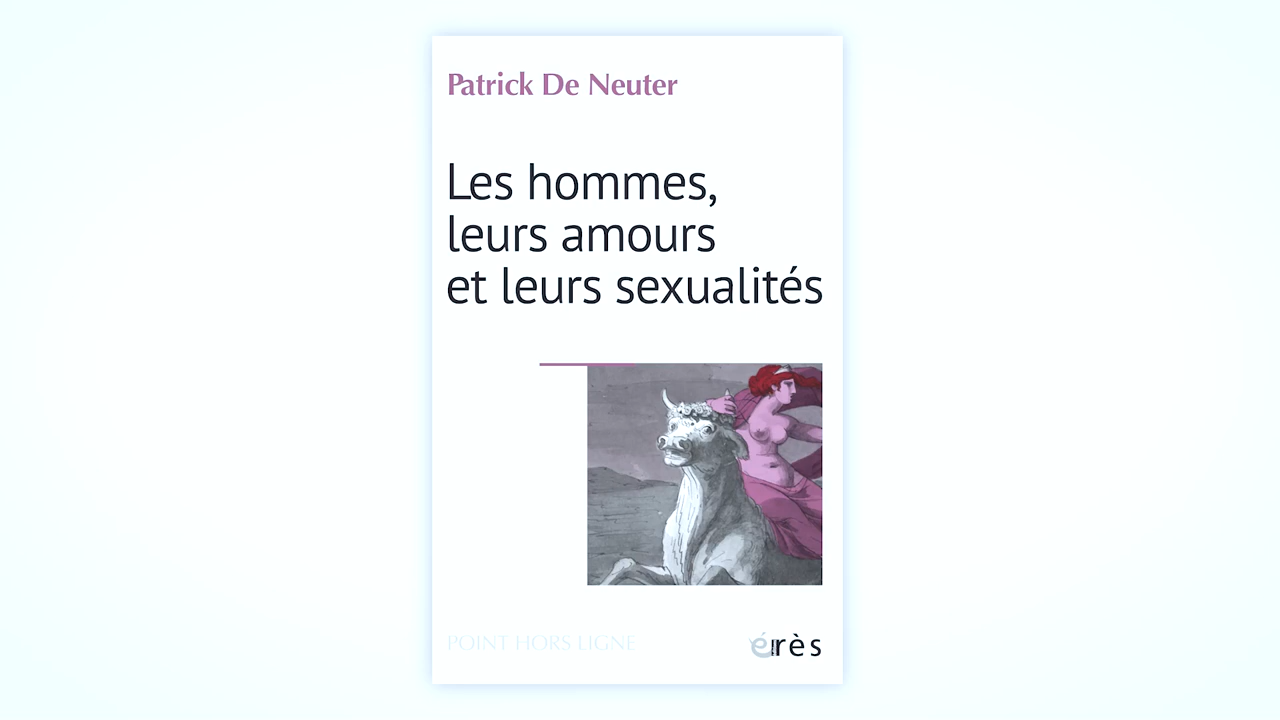 Patrick De Neuter
Les hommes,
leurs amours
et leurs sexualités
POINT HORS LIGNE
érès